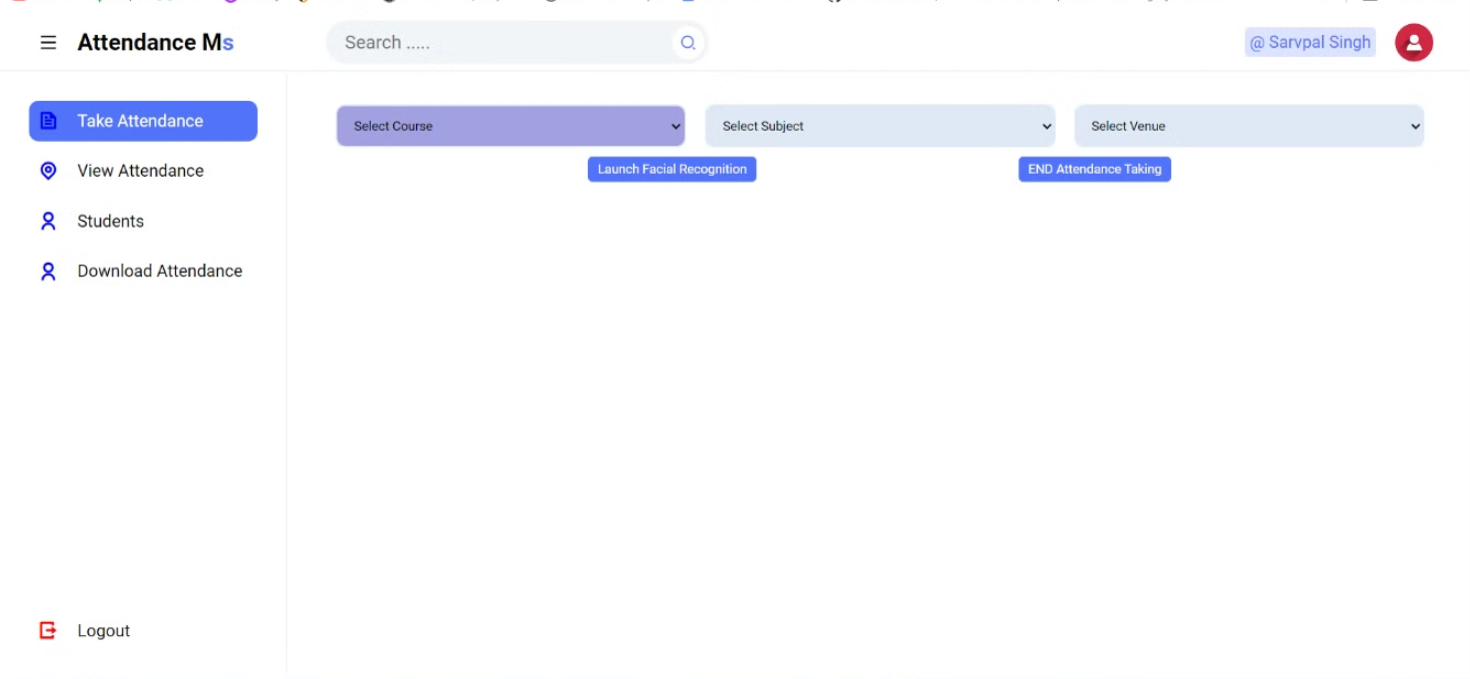 Attendance Ms
Search .....
@ Sarvpal Singh
Take Attendance
View Attendance
Students
Download Attendance
Logout
Select Course
Select Subject
Select Venue
Launch Facial Recognition
END Attendance Taking